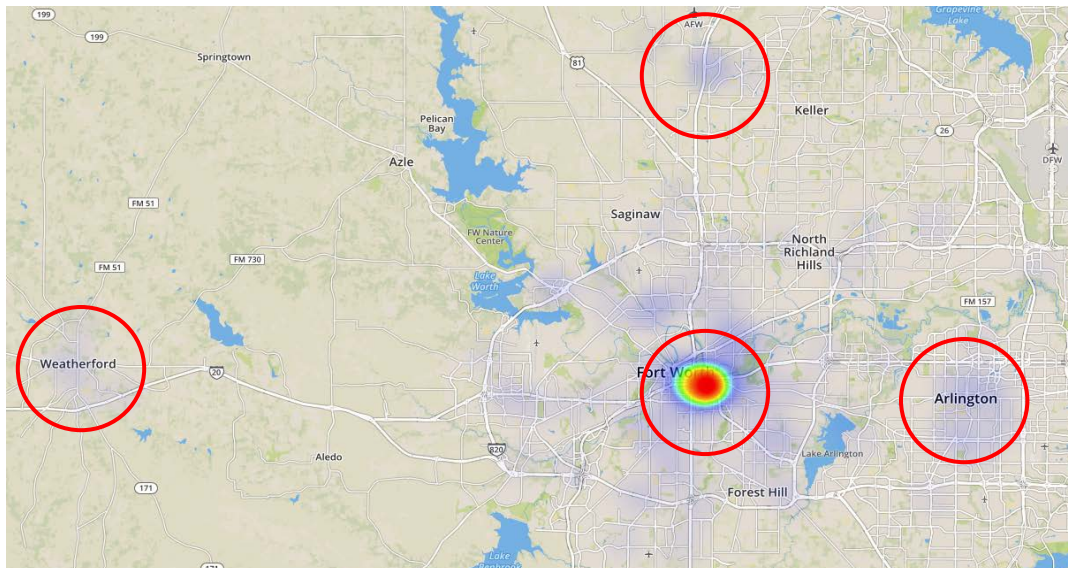 199
199
Springtown
81
AFW
Grapevine
Lake
Keller
26
DFW
Pelican
Bay
Azle
FM 51
Saginaw
FW Nature
Center
North
Richland
Hills
FM 730
FM 51
Lake
Worth
FM 157
Weatherford
20
Fort Wor
Arlington
820
Lake Arlington
Aledo
171
Forest Hill
Lake
171